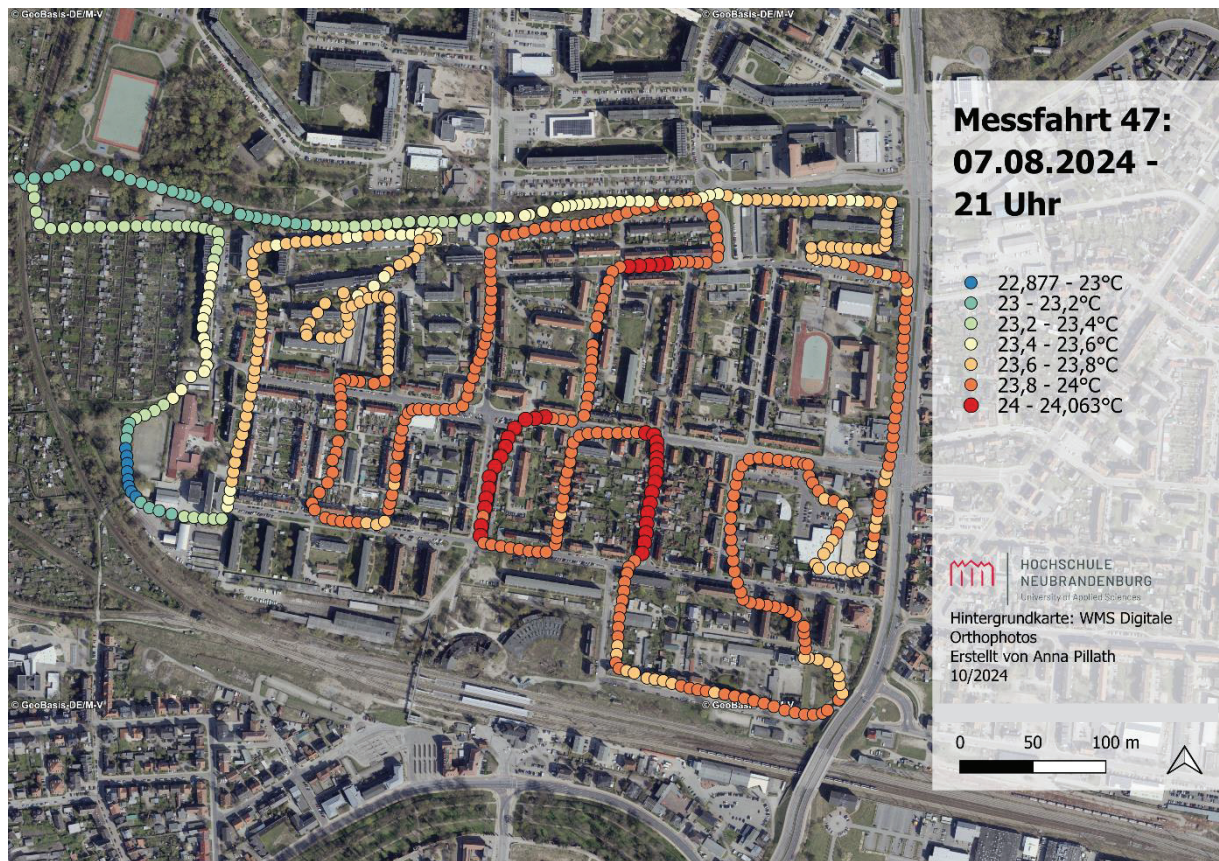 © GeoBasis-DE/M-V
© GeoBasis-DE/M-V
Messfahrt 47:
07.08.2024 -
21 Uhr
22,877 - 23°C
23 - 23,2°C
23,2 - 23,4°C
23,4 - 23,6°C
23,6 - 23,8°C
23,8 - 24°C
24 - 24,063°C
HOCHSCHULE
NEUBRANDENBURG
University of Applied Sciences
Hintergrundkarte: WMS Digitale
Orthophotos
Erstellt von Anna Pillath
10/2024
© GeoBasis-DE/M-V
© GeoBasis-DE/M-V
0 50 100 m